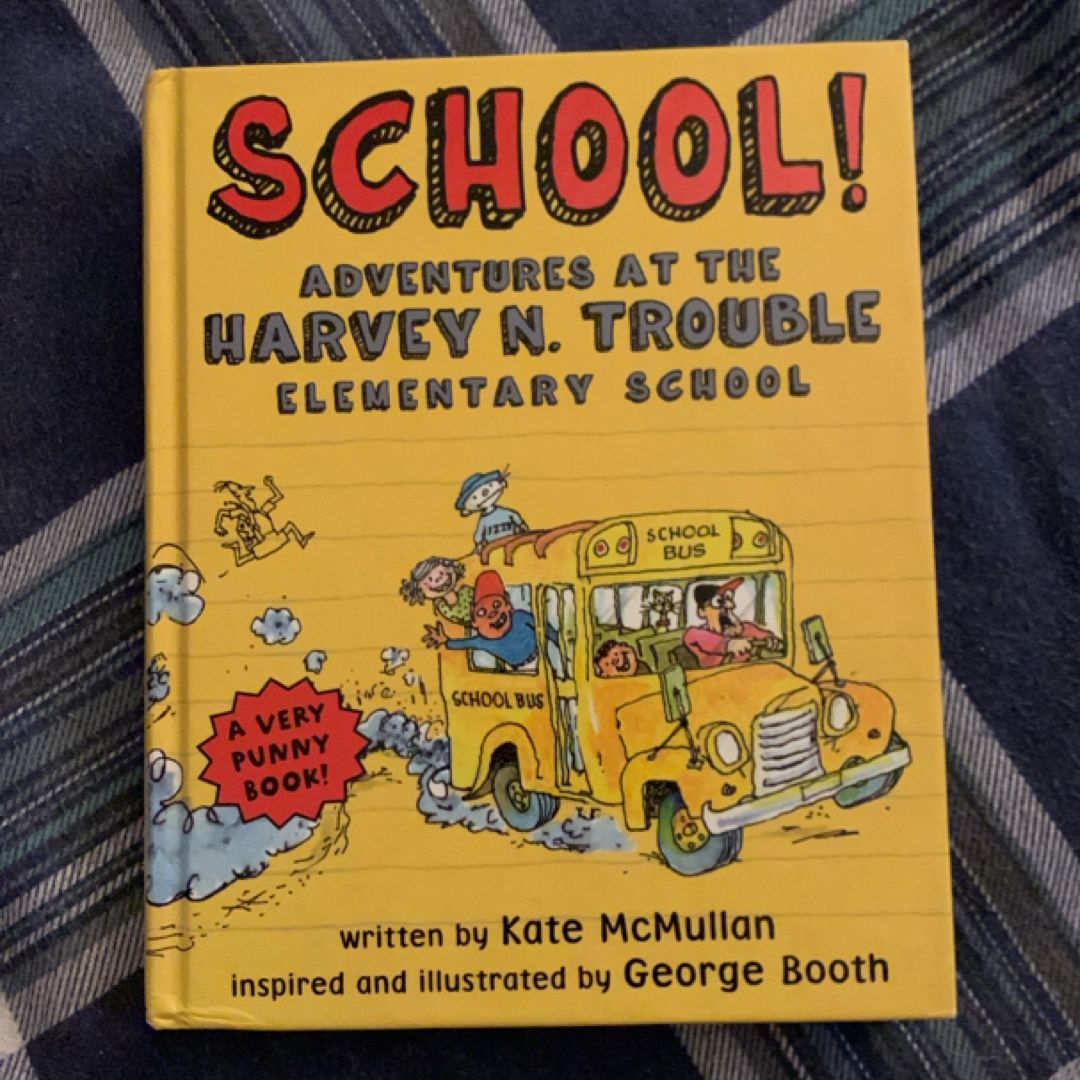 SCHOOL!
ADVENTURES AT THE
HARVEY N. TROUBLE
ELEMENTARY SCHOOL
SCHOOL
BUS
SCHOOL BUS
A VERY
PUNNY
BOOK!
written by Kate McMullan
inspired and illustrated by George Booth